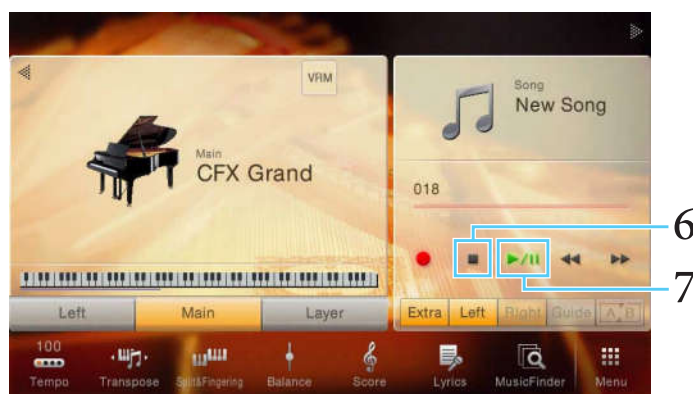 VRM
Main
CFX Grand
Song
New Song
018
6
7
Left Main Layer
Extra Left Right Guide A B
100
Tempo Transpose Split&Fingering Balance Score Lyrics MusicFinder Menu